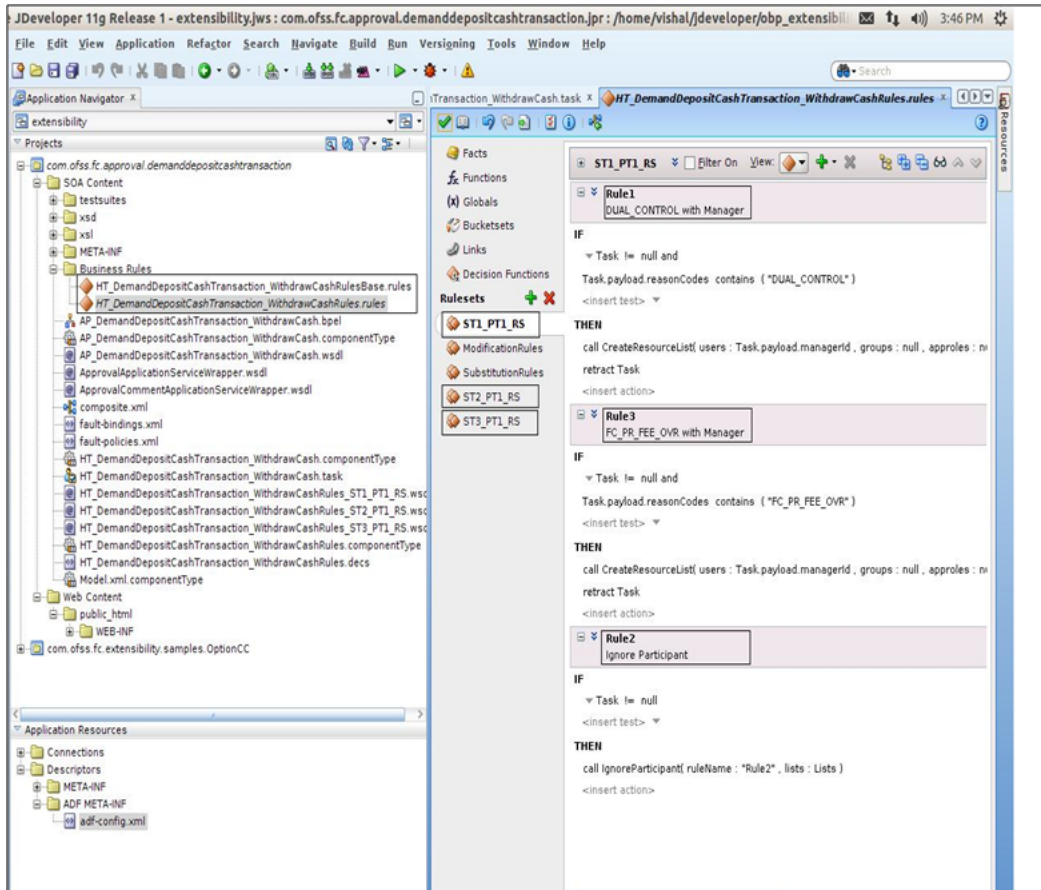 JDeveloper 11g Release 1 - extensibility.jws : com.ofss.fc.approval.demanddepositcashtransaction.jpr : /home/vishal/jdeveloper/obp_extensibil 3:46 PM
File Edit View Application Refactor Search Navigate Build Run Versioning Tools Window Help
Search
Application Navigator
Transaction_WithdrawCash.task
HT_DemandDepositCashTransaction_WithdrawCashRules.rules
Resources
extensibility
Projects
com.ofss.fc.approval.demanddepositcashtransaction
SOA Content
testsuites
xsd
xsl
META-INF
Business Rules
HT_DemandDepositCashTransaction_WithdrawCashRulesBase.rules
HT_DemandDepositCashTransaction_WithdrawCashRules.rules
AP_DemandDepositCashTransaction_WithdrawCash.bpel
AP_DemandDepositCashTransaction_WithdrawCash.componentType
AP_DemandDepositCashTransaction_WithdrawCash.wsdl
ApprovalApplicationServiceWrapper.wsdl
ApprovalCommentApplicationServiceWrapper.wsdl
composite.xml
fault-bindings.xml
fault-policies.xml
HT_DemandDepositCashTransaction_WithdrawCash.componentType
HT_DemandDepositCashTransaction_WithdrawCash.task
HT_DemandDepositCashTransaction_WithdrawCashRules_ST1_PT1_RS.wsd
HT_DemandDepositCashTransaction_WithdrawCashRules_ST2_PT1_RS.wsd
HT_DemandDepositCashTransaction_WithdrawCashRules_ST3_PT1_RS.wsd
HT_DemandDepositCashTransaction_WithdrawCashRules.componentType
HT_DemandDepositCashTransaction_WithdrawCashRules.decs
Model.xml.componentType
Web Content
public_html
WEB-INF
com.ofss.fc.extensibility.samples.OptionCC
Application Resources
Connections
Descriptors
META-INF
ADF META-INF
adf-config.xml
Facts
Functions
(x) Globals
Bucketsets
Links
Decision Functions
Rulesets
ST1_PT1_RS
ModificationRules
SubstitutionRules
ST2_PT1_RS
ST3_PT1_RS
ST1_PT1_RS Filter On View:
Rule1
DUAL_CONTROL with Manager
IF
Task != null and
Task.payload.reasonCodes contains ( "DUAL_CONTROL" )
<insert test>
THEN
call CreateResourceList( users : Task.payload.managerId , groups : null , approles : nu
retract Task
<insert action>
Rule3
FC_PR_FEE_OVR with Manager
IF
Task != null and
Task.payload.reasonCodes contains ( "FC_PR_FEE_OVR" )
<insert test>
THEN
call CreateResourceList( users : Task.payload.managerId , groups : null , approles : nu
retract Task
<insert action>
Rule2
Ignore Participant
IF
Task != null
<insert test>
THEN
call IgnoreParticipant( ruleName : "Rule2" , lists : Lists )
<insert action>